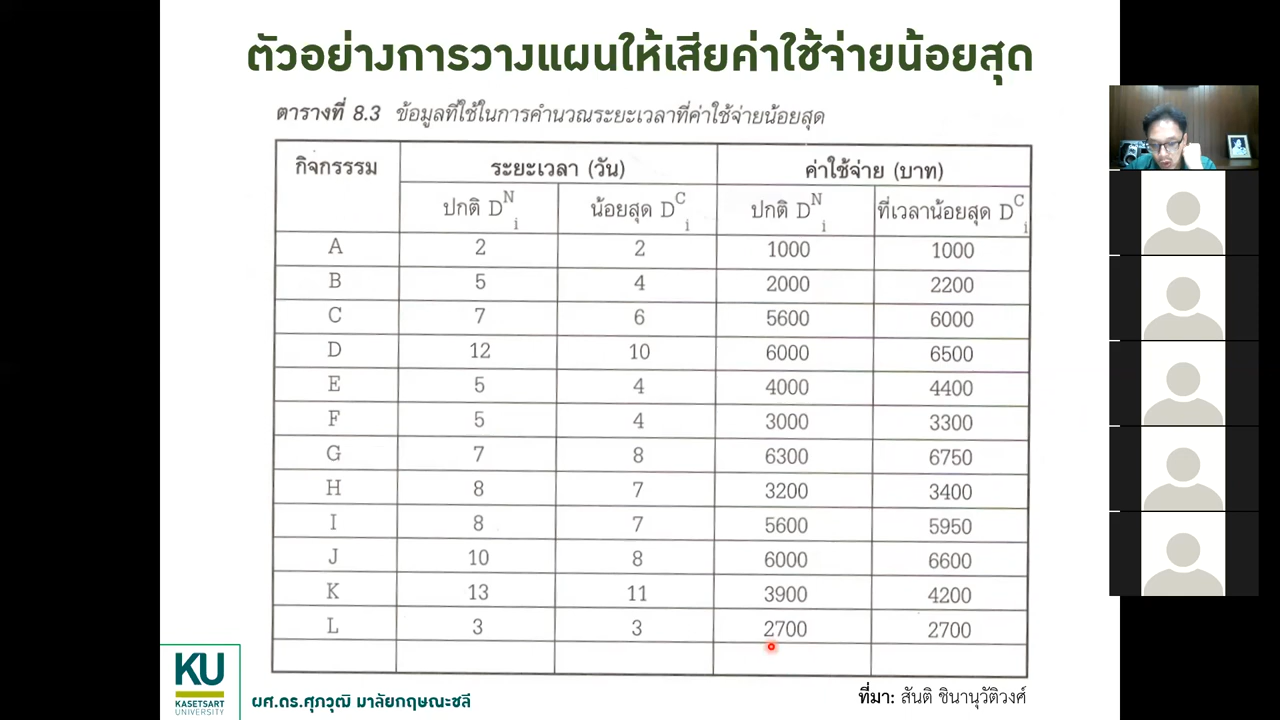 ตัวอย่างการวางแผนให้เสียค่าใช้จ่ายน้อยสุด
ตารางที่ 8.3 ข้อมูลที่ใช้ในการคำนวณระยะเวลาที่ค่าใช้จ่ายน้อยสุด
กิจกรรรม ระยะเวลา (วัน) ค่าใช้จ่าย (บาท)
ปกติ D^N_i น้อยสุด D^C_i ปกติ D^N_i ที่เวลาน้อยสุด D^C_i
A 2 2 1000 1000
B 5 4 2000 2200
C 7 6 5600 6000
D 12 10 6000 6500
E 5 4 4000 4400
F 5 4 3000 3300
G 7 8 6300 6750
H 8 7 3200 3400
I 8 7 5600 5950
J 10 8 6000 6600
K 13 11 3900 4200
L 3 3 2700 2700
KU
KASETSART
UNIVERSITY
ผศ.ดร.ศุภวุฒิ มาลัยกฤษณะชลี
ที่มา: สันติ ชินานุวัติวงศ์